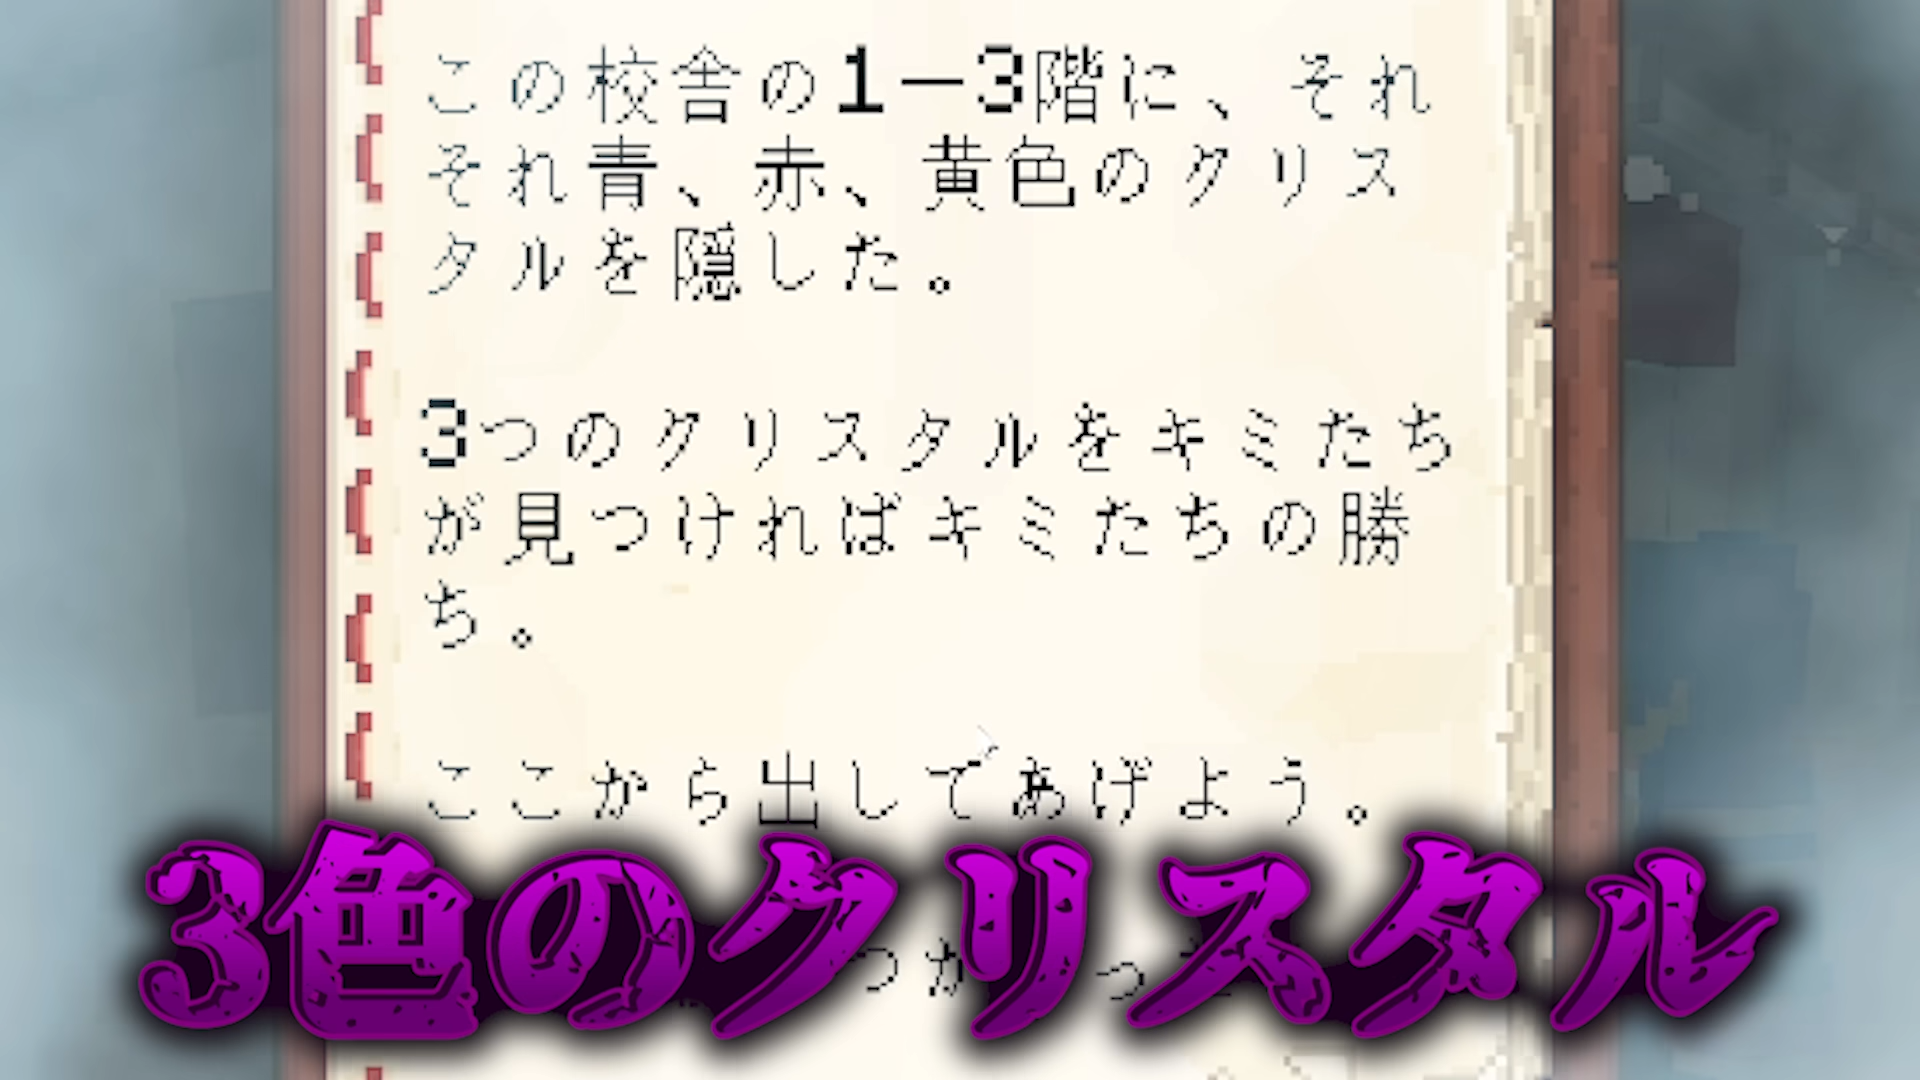 この校舎の1ー3階に、それ
ぞれ青、赤、黄色のクリス
タルを隠した。
3つのクリスタルをキミたち
が見つければキミたちの勝
ち。
ここから出してあげよう。
3色のクリスタル